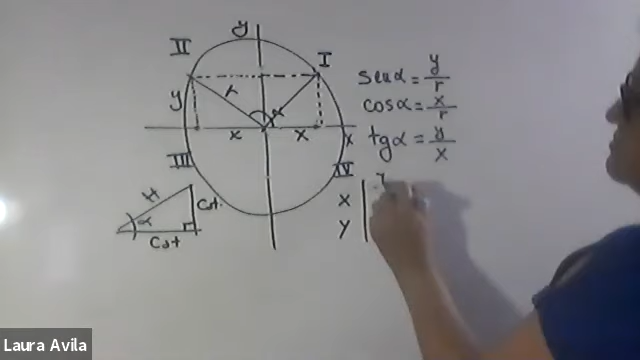 y
II
I
sen α = y/r
r
y
cos α = x/r
α
x
x
x
tg α = y/x
III
IV
H
Cat
α
Cat
x
y
Laura Avila